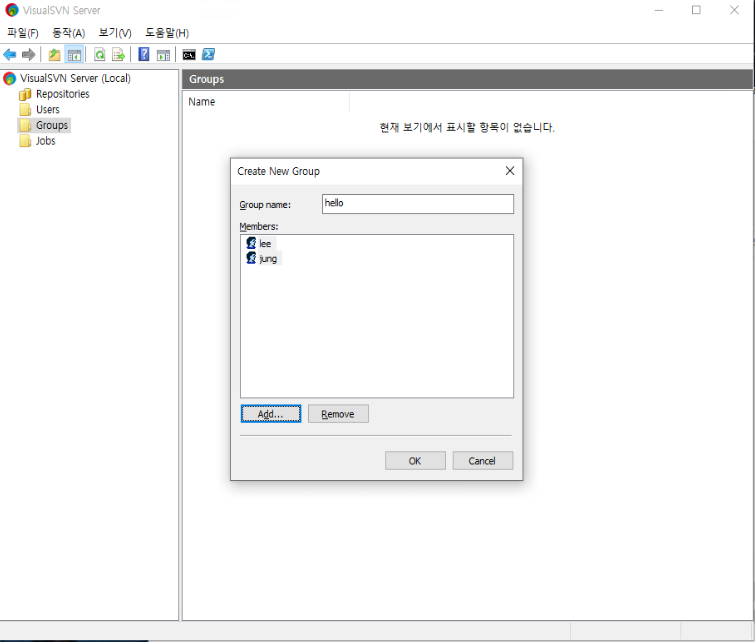 VisualSVN Server
파일(F) 동작(A) 보기(V) 도움말(H)
VisualSVN Server (Local)
Repositories
Users
Groups
Jobs
Groups
Name
현재 보기에서 표시할 항목이 없습니다.
Create New Group
Group name: hello
Members:
lee
jung
Add... Remove
OK Cancel